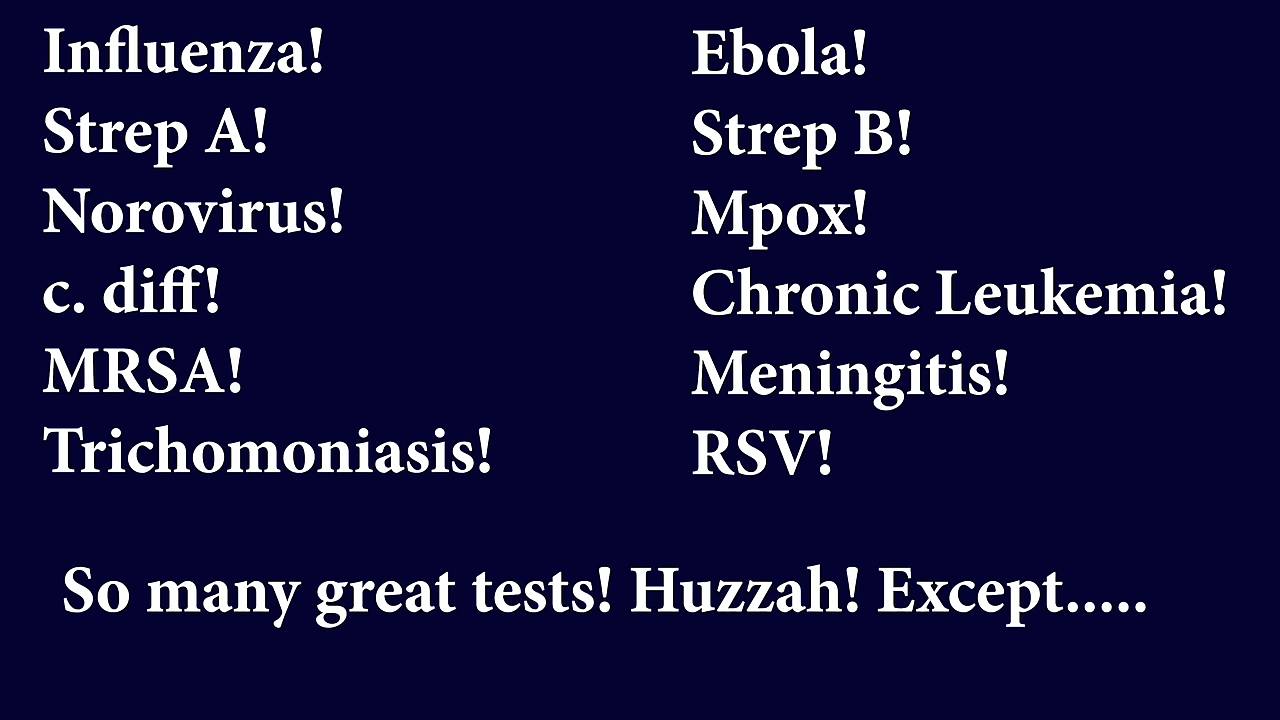 Influenza!
Strep A!
Norovirus!
c. diff!
MRSA!
Trichomoniasis!
Ebola!
Strep B!
Mpox!
Chronic Leukemia!
Meningitis!
RSV!
So many great tests! Huzzah! Except.....